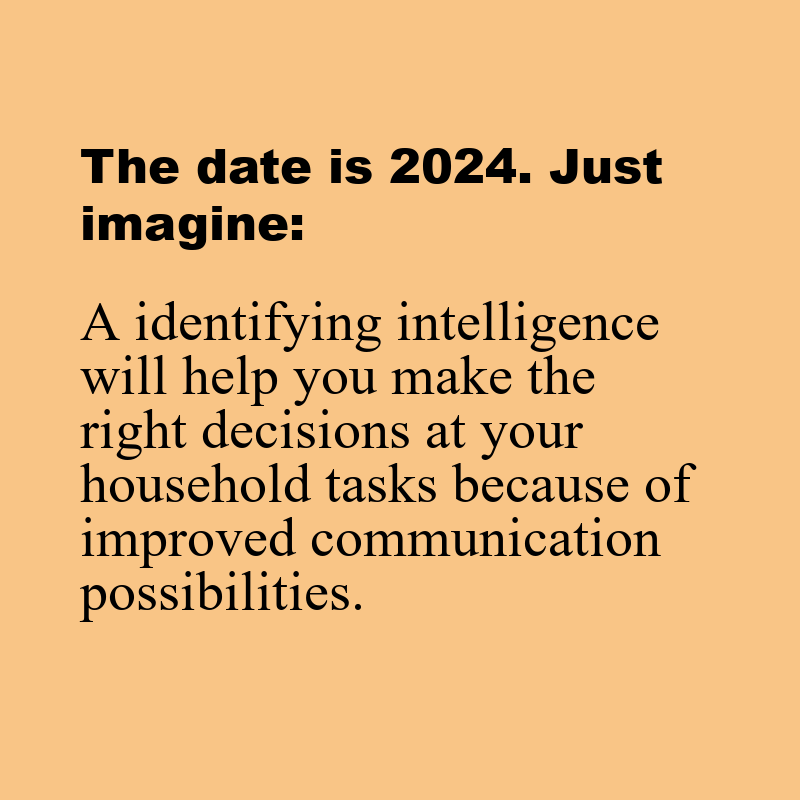 The date is 2024. Just
imagine:
A identifying intelligence
will help you make the
right decisions at your
household tasks because of
improved communication
possibilities.